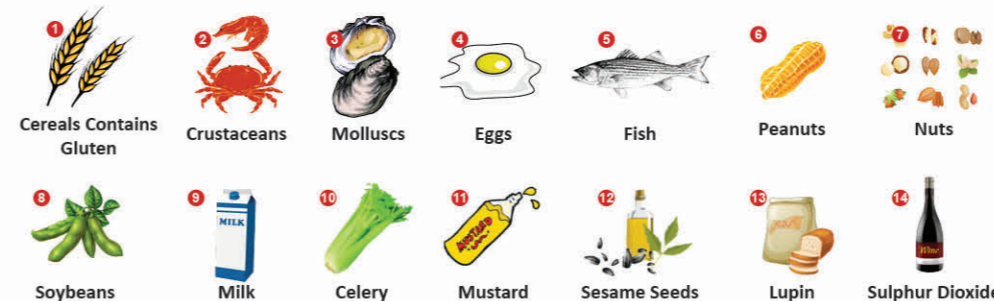 1
2
3
4
5
6
7
Cereals Contains
Gluten
Crustaceans
Molluscs
Eggs
Fish
Peanuts
Nuts
8
9
10
11
12
13
14
MILK
MUSTARD
Wine
Soybeans
Milk
Celery
Mustard
Sesame Seeds
Lupin
Sulphur Dioxide